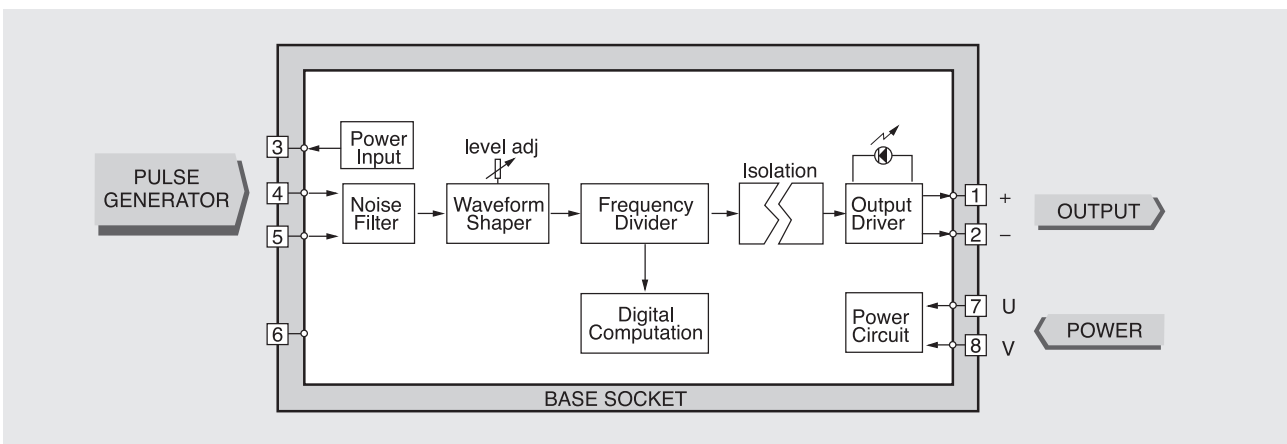 PULSE
GENERATOR
3
4
5
6
Power
Input
level adj
Noise
Filter
Waveform
Shaper
Frequency
Divider
Isolation
Output
Driver
Digital
Computation
Power
Circuit
1 +
2 −
7 U
8 V
OUTPUT
POWER
BASE SOCKET